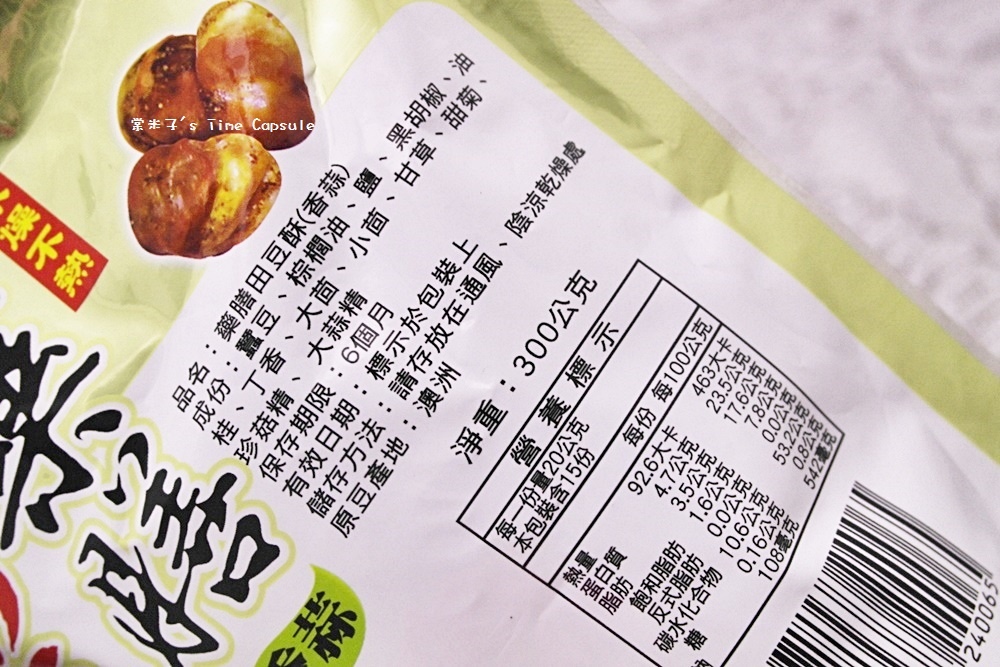 棠米子's Time Capsule
燥不熱
藥膳
蒜
品名：藥膳田豆酥(香蒜)
成份：蠶豆、棕櫚油、鹽、黑胡椒、油
桂、丁香、大茴、小茴、甘草、甜菊、
珍菇精、大蒜精
保存期限：6個月
有效日期：標示於包裝上
儲存方法：請存放在通風、陰涼乾燥處
原豆產地：澳洲
淨重：300公克
營養標示
每一份量20公克
本包裝含15份
每份 每100公克
熱量 92.6大卡 463大卡
蛋白質 4.7公克 23.5公克
脂肪 3.5公克 17.6公克
飽和脂肪 1.6公克 7.8公克
反式脂肪 0.0公克 0.0公克
碳水化合物 10.6公克 53.2公克
糖 0.16公克 0.8公克
108毫克 542毫克
240065